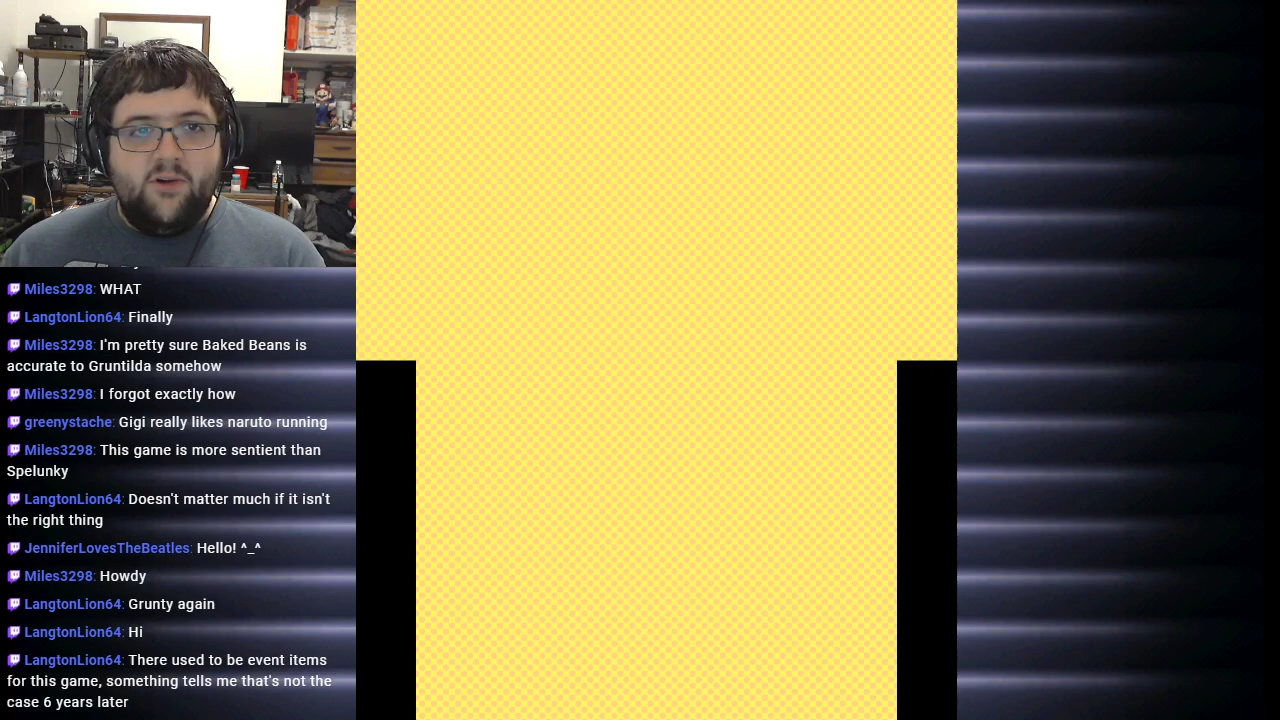 Miles3298: WHAT
LangtonLion64: Finally
Miles3298: I'm pretty sure Baked Beans is
accurate to Gruntilda somehow
Miles3298: I forgot exactly how
greenystache: Gigi really likes naruto running
Miles3298: This game is more sentient than
Spelunky
LangtonLion64: Doesn't matter much if it isn't
the right thing
JenniferLovesTheBeatles: Hello! ^_^
Miles3298: Howdy
LangtonLion64: Grunty again
LangtonLion64: Hi
LangtonLion64: There used to be event items
for this game, something tells me that's not the
case 6 years later